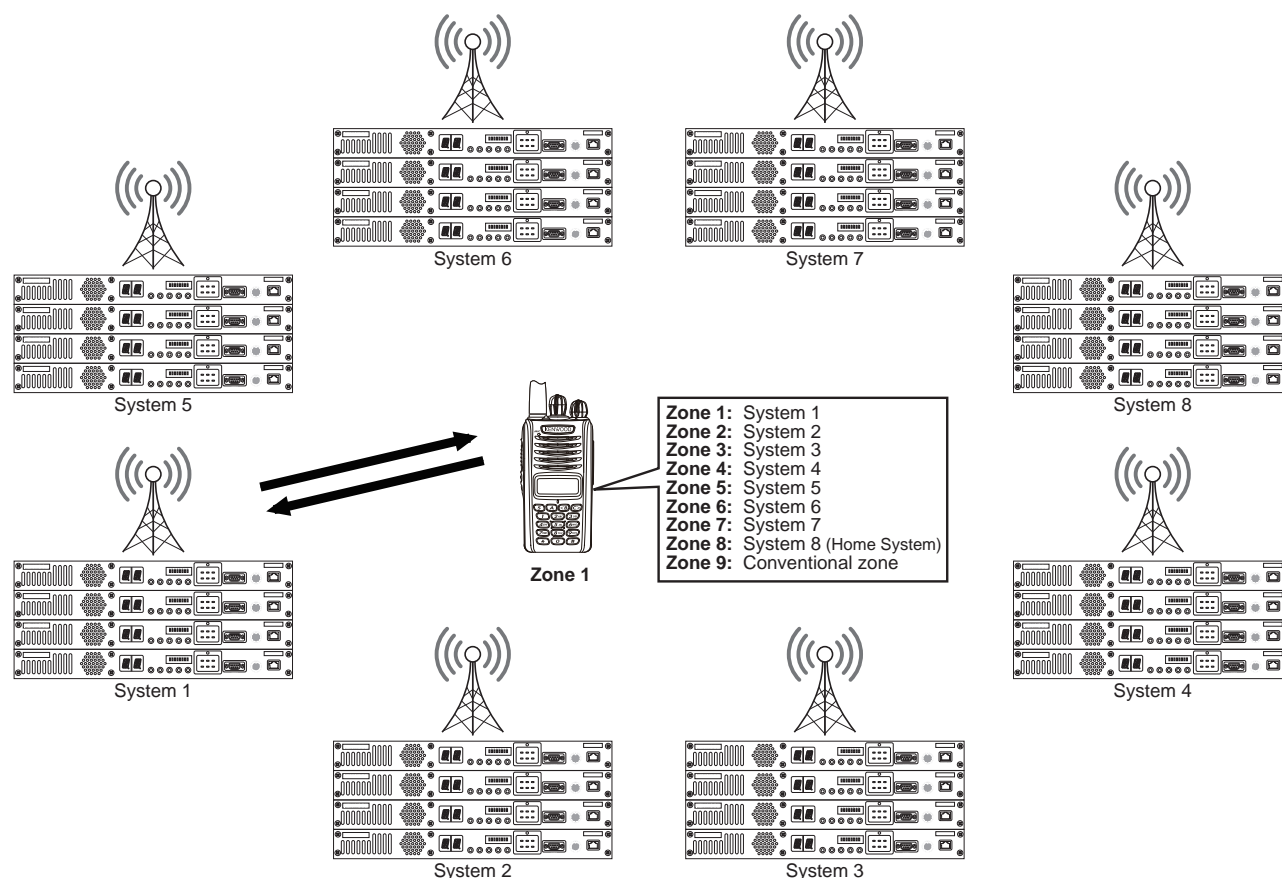 System 6
System 7
System 5
System 8
KENWOOD
Zone 1: System 1
Zone 2: System 2
Zone 3: System 3
Zone 4: System 4
Zone 5: System 5
Zone 6: System 6
Zone 7: System 7
Zone 8: System 8 (Home System)
Zone 9: Conventional zone
Zone 1
System 1
System 4
System 2
System 3